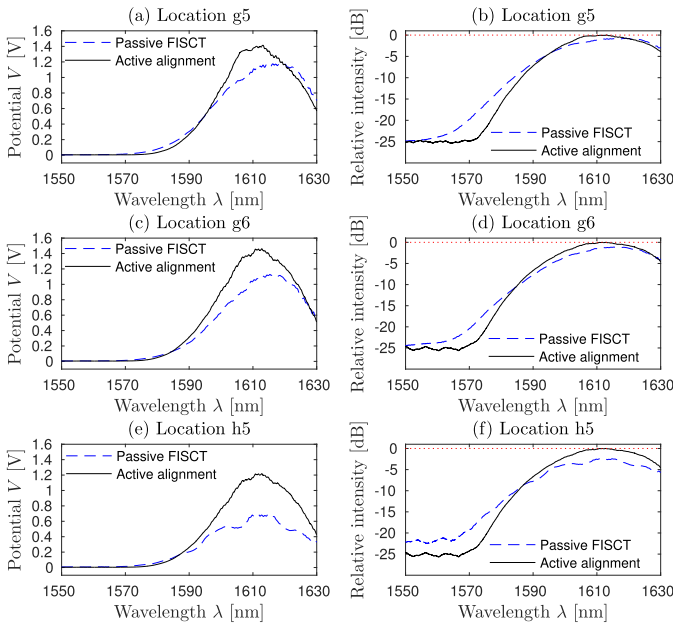 (a) Location g5
Potential V [V]
1.6
1.4
1.2
1
0.8
0.6
0.4
0.2
0
Passive FISCT
Active alignment
1550 1570 1590 1610 1630
Wavelength λ [nm]
(b) Location g5
Relative intensity [dB]
0
-5
-10
-15
-20
-25
Passive FISCT
Active alignment
1550 1570 1590 1610 1630
Wavelength λ [nm]
(c) Location g6
Potential V [V]
1.6
1.4
1.2
1
0.8
0.6
0.4
0.2
0
Passive FISCT
Active alignment
1550 1570 1590 1610 1630
Wavelength λ [nm]
(d) Location g6
Relative intensity [dB]
0
-5
-10
-15
-20
-25
Passive FISCT
Active alignment
1550 1570 1590 1610 1630
Wavelength λ [nm]
(e) Location h5
Potential V [V]
1.6
1.4
1.2
1
0.8
0.6
0.4
0.2
0
Passive FISCT
Active alignment
1550 1570 1590 1610 1630
Wavelength λ [nm]
(f) Location h5
Relative intensity [dB]
0
-5
-10
-15
-20
-25
Passive FISCT
Active alignment
1550 1570 1590 1610 1630
Wavelength λ [nm]